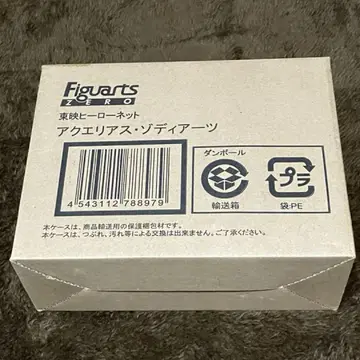 Figuarts
ZERO
東映ヒーローネット
アクエリアス・ゾディアーツ
4 543112 788979
ダンボール
輸送箱
プラ
袋:PE
本ケースは、商品輸送用の保護梱包材です。
本ケースは、つぶれ、汚れ等による交換は出来ません。ご了承ください。